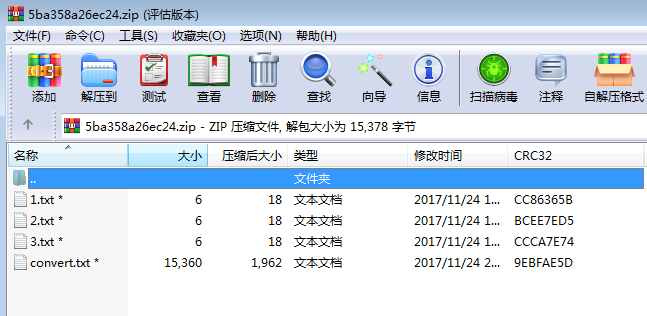 5ba358a26ec24.zip (评估版本)
文件(F) 命令(C) 工具(S) 收藏夹(O) 选项(N) 帮助(H)
添加 解压到 测试 查看 删除 查找 向导 信息 扫描病毒 注释 自解压格式
5ba358a26ec24.zip - ZIP 压缩文件, 解包大小为 15,378 字节
名称 大小 压缩后大小 类型 修改时间 CRC32
.. 文件夹
1.txt * 6 18 文本文档 2017/11/24 1... CC86365B
2.txt * 6 18 文本文档 2017/11/24 1... BCEE7ED5
3.txt * 6 18 文本文档 2017/11/24 1... CCCA7E74
convert.txt * 15,360 1,962 文本文档 2017/11/24 2... 9EBFAE5D